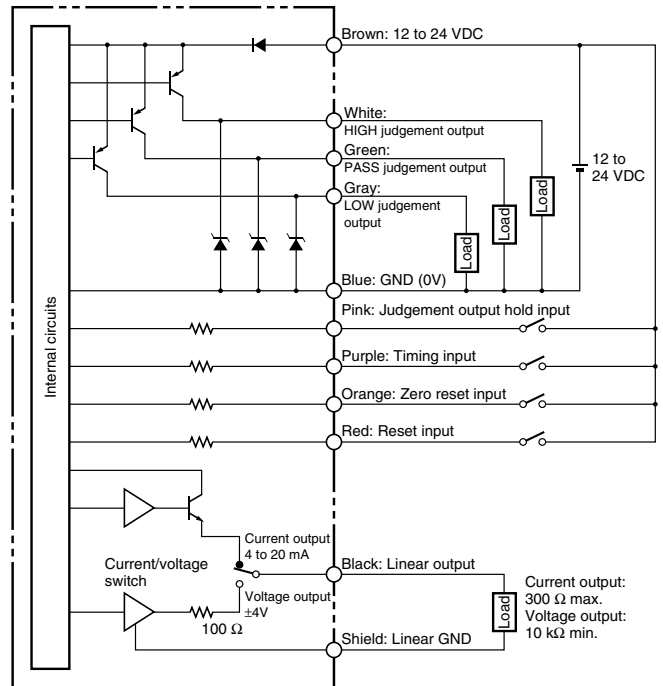 Brown: 12 to 24 VDC
White:
HIGH judgement output
Green:
PASS judgement output
Gray:
LOW judgement
output
Load
Load
Load
12 to
24 VDC
Blue: GND (0V)
Pink: Judgement output hold input
Purple: Timing input
Orange: Zero reset input
Red: Reset input
Internal circuits
Current output
4 to 20 mA
Current/voltage
switch
Black: Linear output
Voltage output
±4V
100 Ω
Shield: Linear GND
Load
Current output:
300 Ω max.
Voltage output:
10 kΩ min.